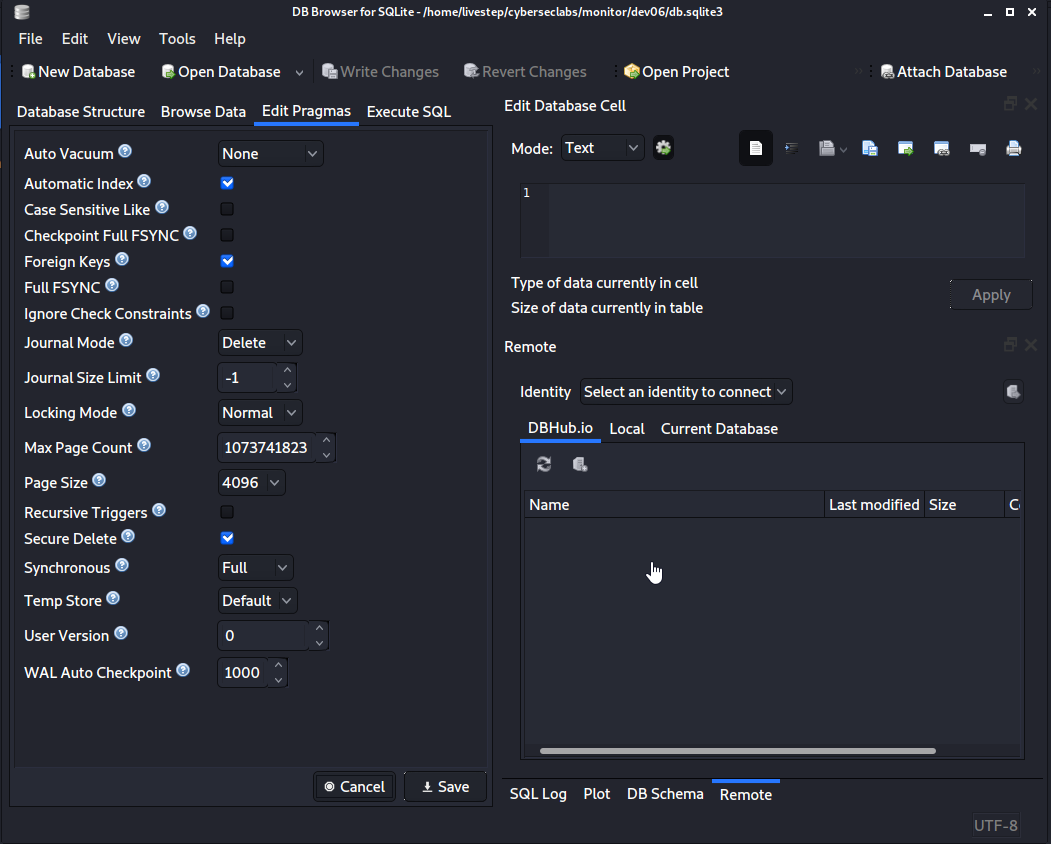 DB Browser for SQLite - /home/livestep/cyberseclabs/monitor/dev06/db.sqlite3
File Edit View Tools Help
New Database Open Database Write Changes Revert Changes Open Project Attach Database
Database Structure Browse Data Edit Pragmas Execute SQL
Auto Vacuum None
Automatic Index
Case Sensitive Like
Checkpoint Full FSYNC
Foreign Keys
Full FSYNC
Ignore Check Constraints
Journal Mode Delete
Journal Size Limit -1
Locking Mode Normal
Max Page Count 1073741823
Page Size 4096
Recursive Triggers
Secure Delete
Synchronous Full
Temp Store Default
User Version 0
WAL Auto Checkpoint 1000
Cancel Save
Edit Database Cell
Mode: Text
1
Type of data currently in cell
Size of data currently in table
Apply
Remote
Identity Select an identity to connect
DBHub.io Local Current Database
Name Last modified Size
SQL Log Plot DB Schema Remote
UTF-8